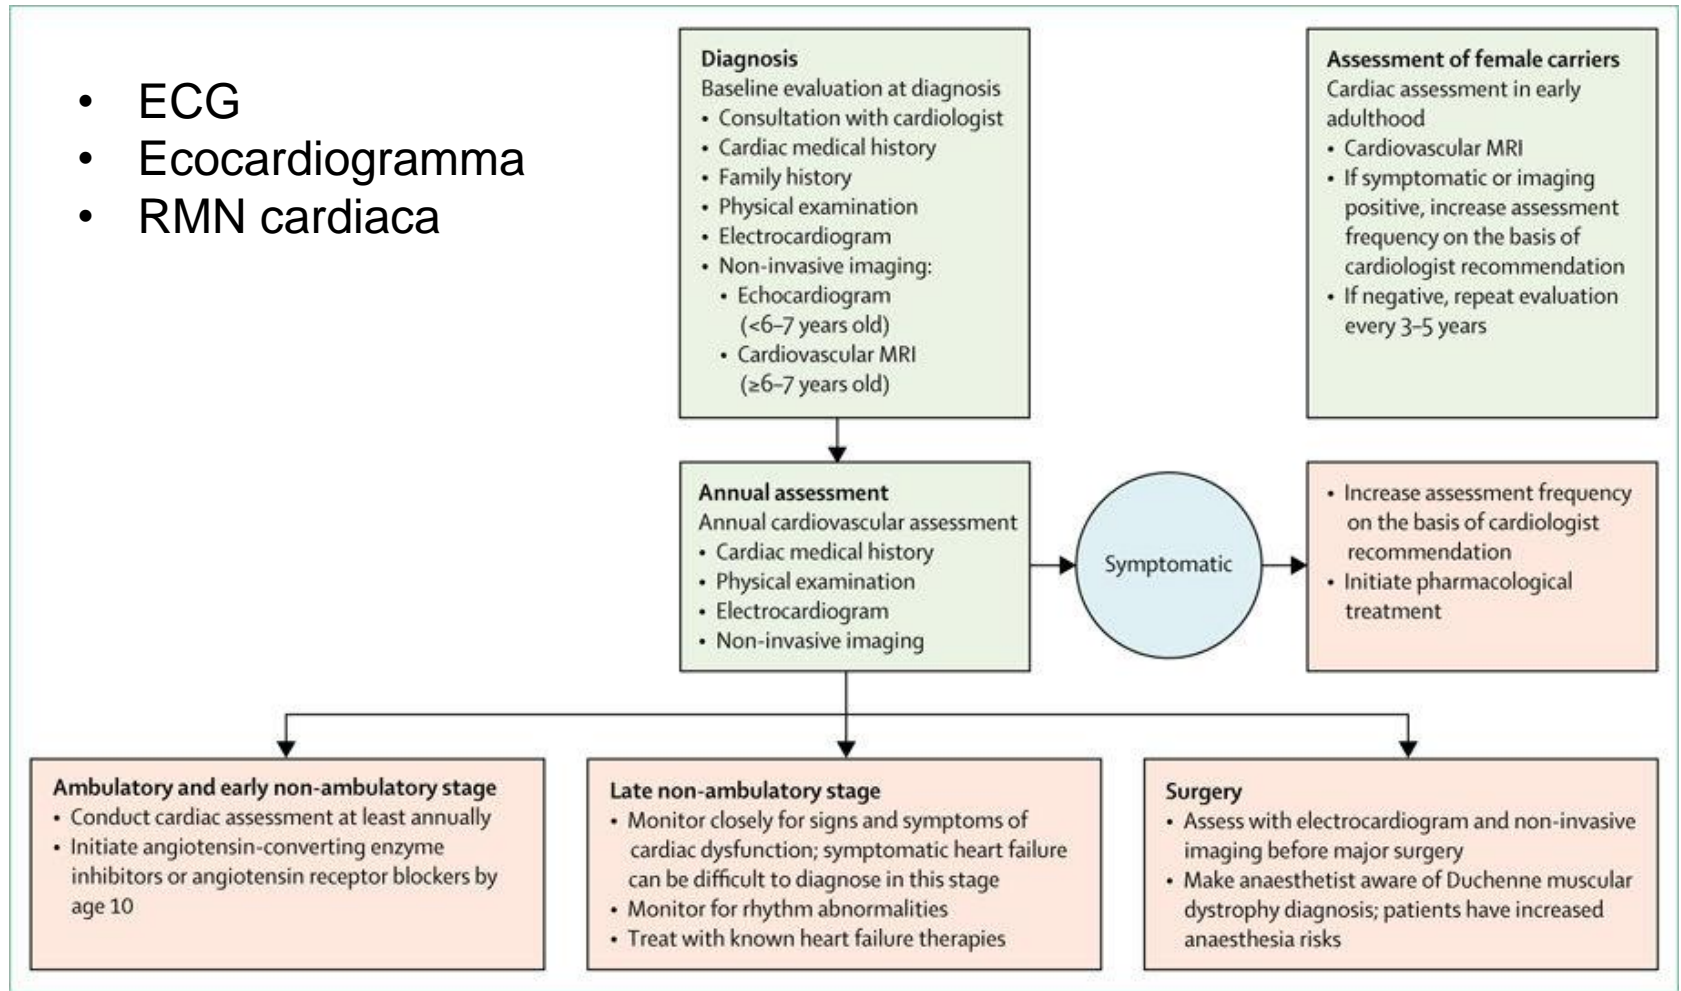 • ECG
• Ecocardiogramma
• RMN cardiaca
Diagnosis
Baseline evaluation at diagnosis
• Consultation with cardiologist
• Cardiac medical history
• Family history
• Physical examination
• Electrocardiogram
• Non-invasive imaging:
• Echocardiogram
(<6–7 years old)
• Cardiovascular MRI
(≥6–7 years old)
Assessment of female carriers
Cardiac assessment in early
adulthood
• Cardiovascular MRI
• If symptomatic or imaging
positive, increase assessment
frequency on the basis of
cardiologist recommendation
• If negative, repeat evaluation
every 3–5 years
Annual assessment
Annual cardiovascular assessment
• Cardiac medical history
• Physical examination
• Electrocardiogram
• Non-invasive imaging
Symptomatic
• Increase assessment frequency
on the basis of cardiologist
recommendation
• Initiate pharmacological
treatment
Ambulatory and early non-ambulatory stage
• Conduct cardiac assessment at least annually
• Initiate angiotensin-converting enzyme
inhibitors or angiotensin receptor blockers by
age 10
Late non-ambulatory stage
• Monitor closely for signs and symptoms of
cardiac dysfunction; symptomatic heart failure
can be difficult to diagnose in this stage
• Monitor for rhythm abnormalities
• Treat with known heart failure therapies
Surgery
• Assess with electrocardiogram and non-invasive
imaging before major surgery
• Make anaesthetist aware of Duchenne muscular
dystrophy diagnosis; patients have increased
anaesthesia risks